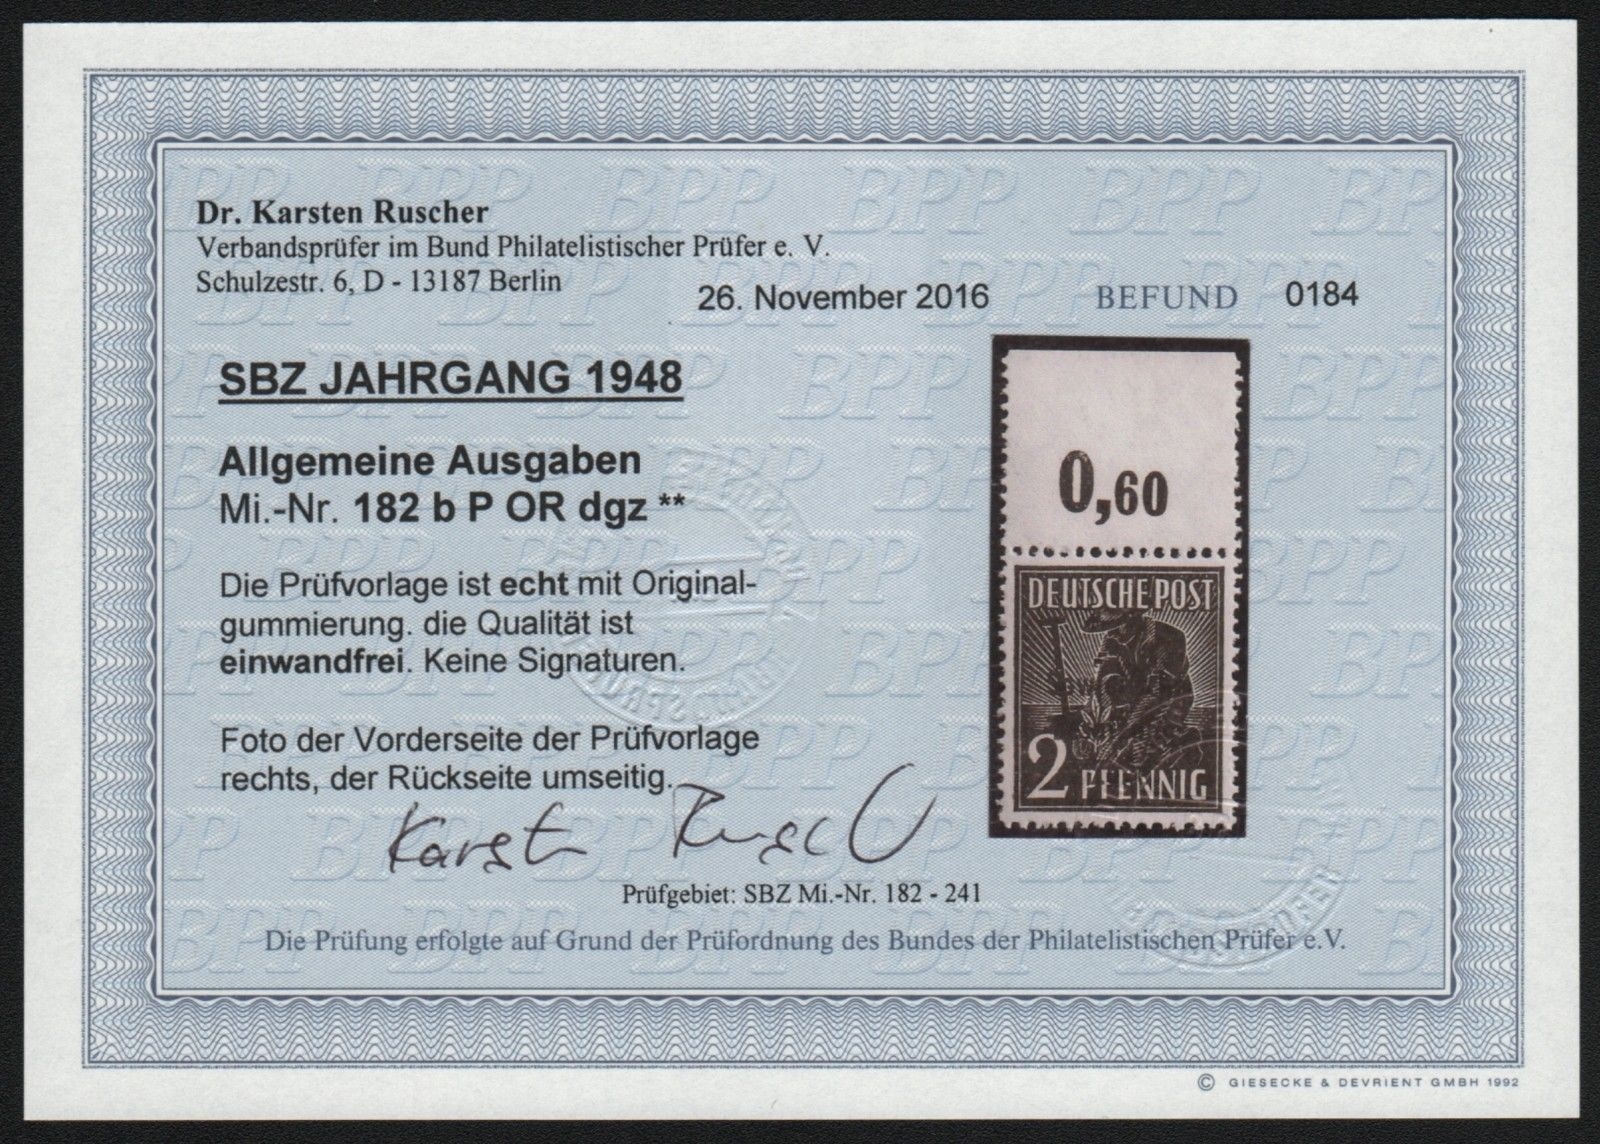 Dr. Karsten Ruscher
Verbandsprüfer im Bund Philatelistischer Prüfer e. V.
Schulzestr. 6, D - 13187 Berlin
26. November 2016 BEFUND 0184
SBZ JAHRGANG 1948
Allgemeine Ausgaben
Mi.-Nr. 182 b P OR dgz **
Die Prüfvorlage ist echt mit Original-
gummierung. die Qualität ist
einwandfrei. Keine Signaturen.
Foto der Vorderseite der Prüfvorlage
rechts, der Rückseite umseitig.
0,60
DEUTSCHE POST
2 PFENNIG
Karsten Ruscher
Prüfgebiet: SBZ Mi.-Nr. 182 - 241
Die Prüfung erfolgte auf Grund der Prüfordnung des Bundes der Philatelistischen Prüfer e.V.
© GIESECKE & DEVRIENT GMBH 1992
BPP